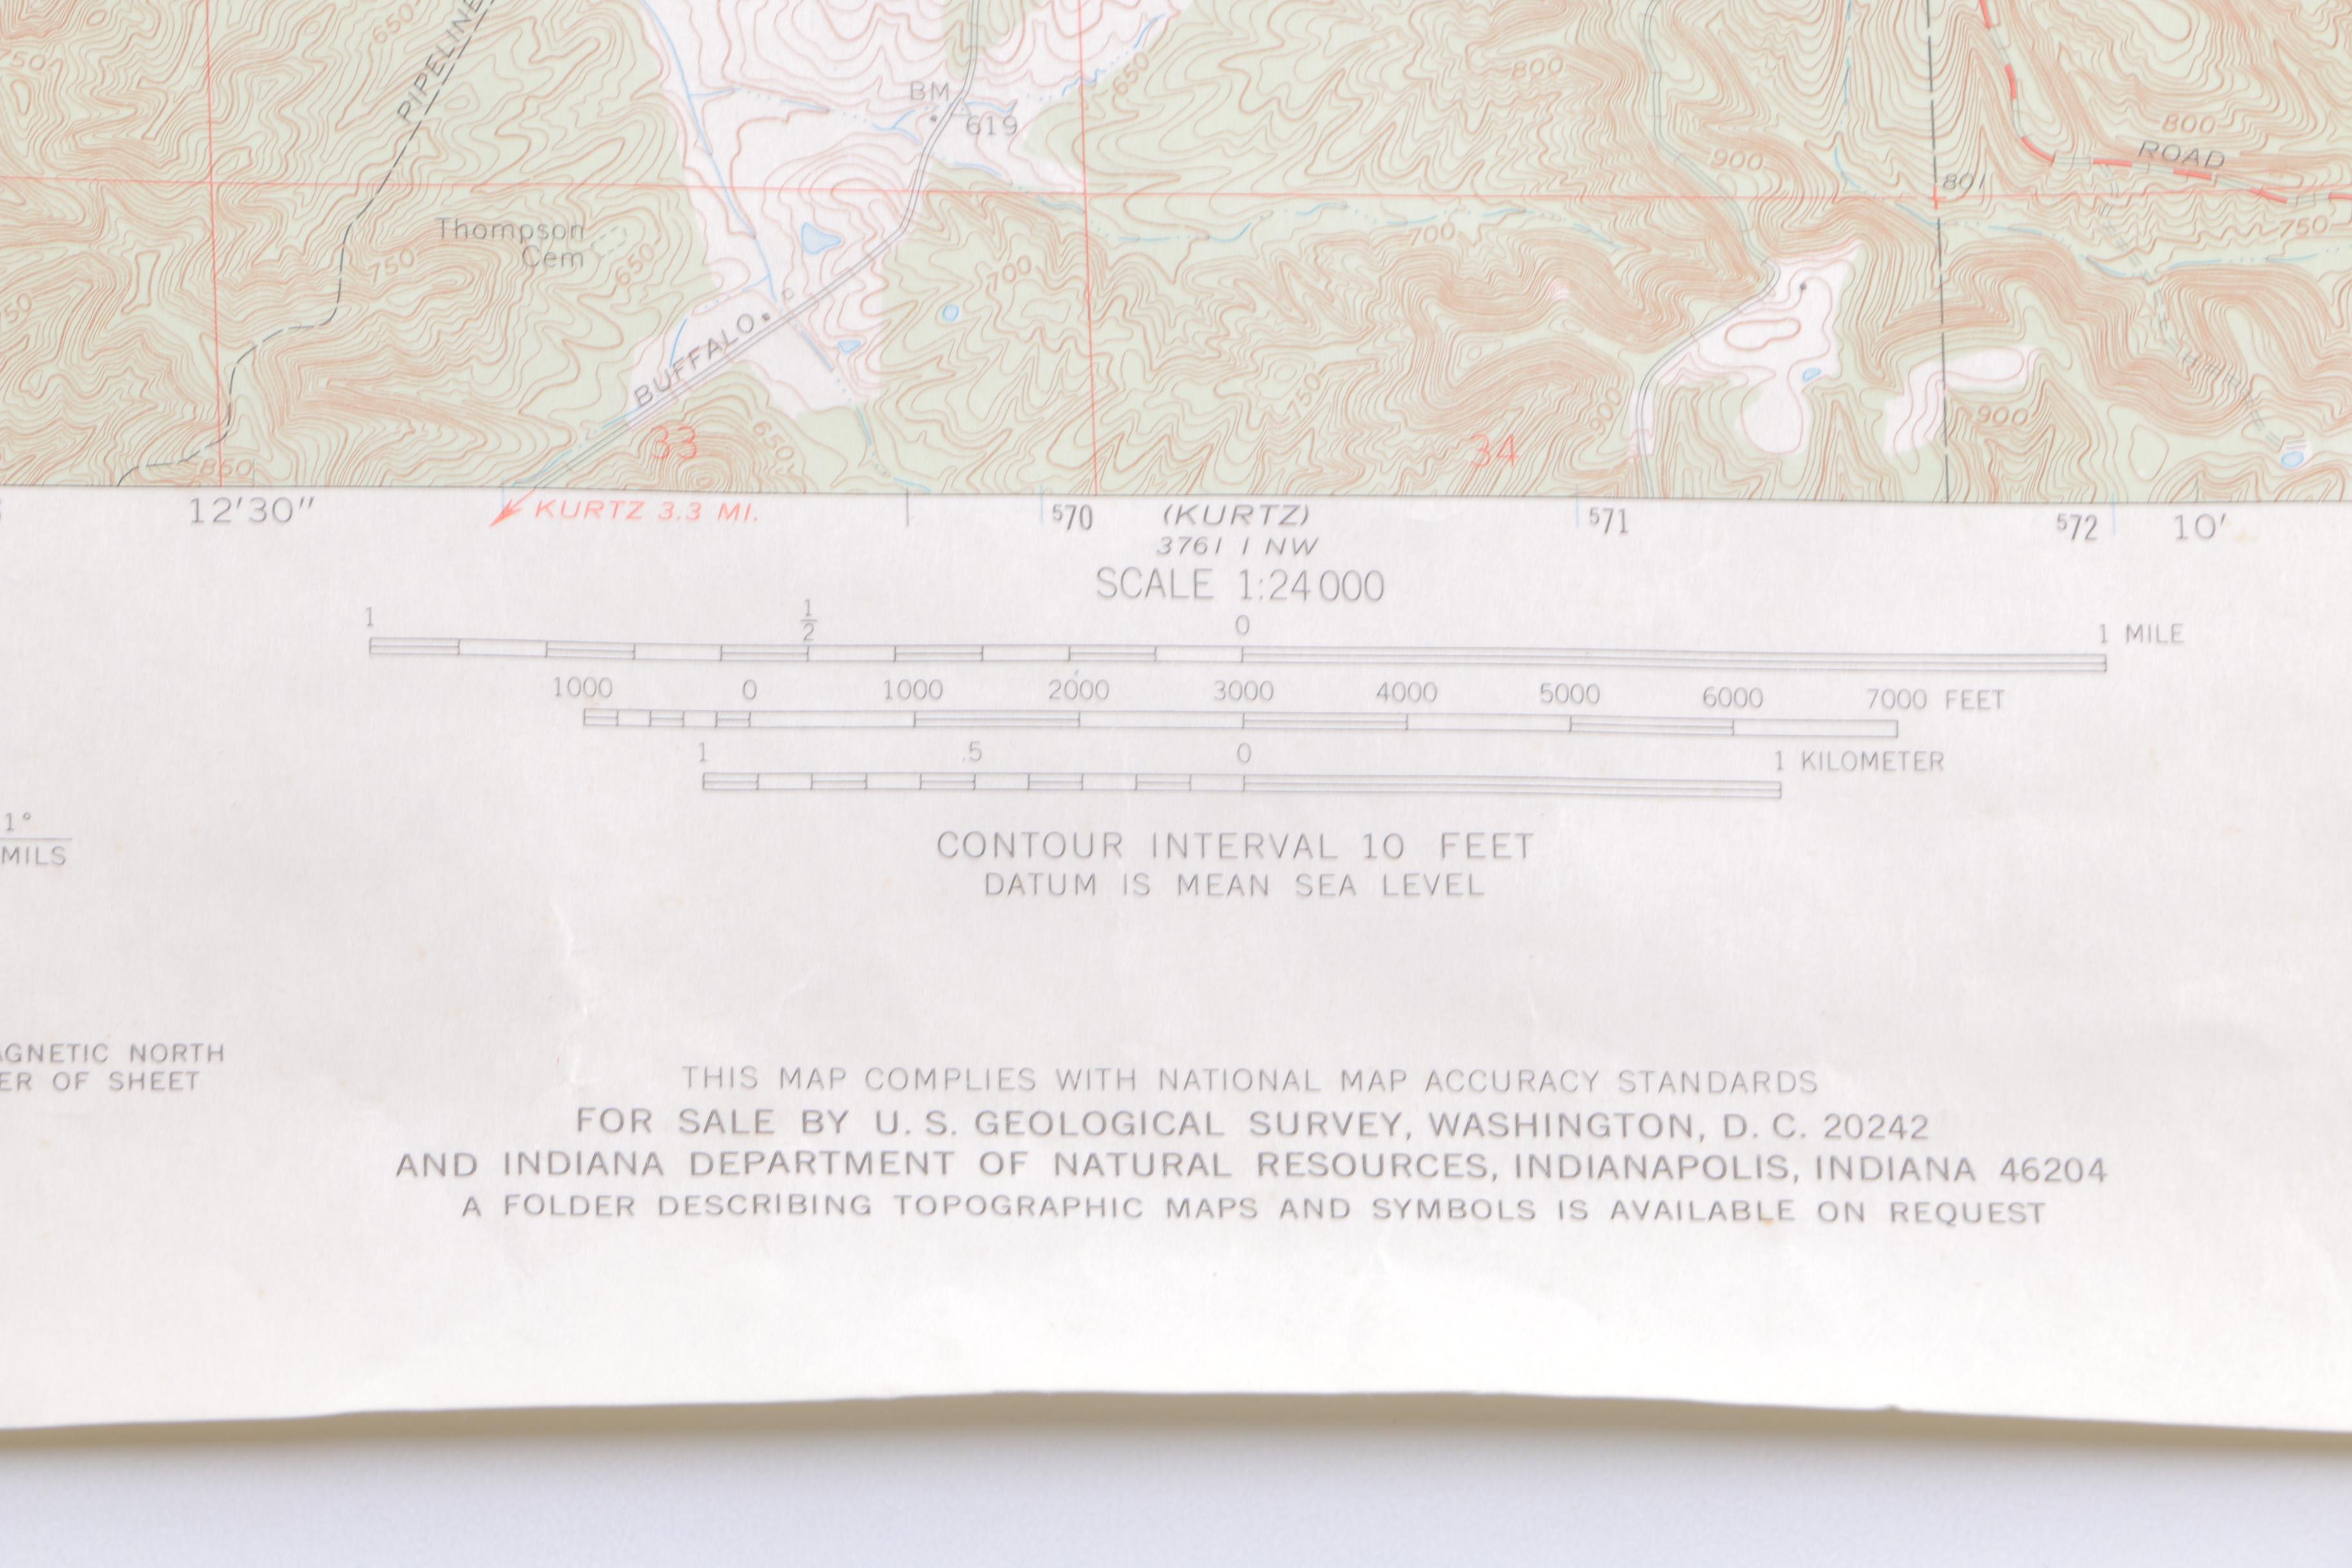 650
PIPELINE
BM
619
650
800
900
800
ROAD
801
Thompson
Cem
750
650
700
700
750
BUFFALO
750
900
900
33
650
34
850
12'30"
KURTZ 3.3 MI.
570
(KURTZ)
571
572
10'
3761 I NW
SCALE 1:24 000
1
1/2
0
1 MILE
1000
0
1000
2000
3000
4000
5000
6000
7000 FEET
1
.5
0
1 KILOMETER
1°
MILS
CONTOUR INTERVAL 10 FEET
DATUM IS MEAN SEA LEVEL
AGNETIC NORTH
ER OF SHEET
THIS MAP COMPLIES WITH NATIONAL MAP ACCURACY STANDARDS
FOR SALE BY U. S. GEOLOGICAL SURVEY, WASHINGTON, D. C. 20242
AND INDIANA DEPARTMENT OF NATURAL RESOURCES, INDIANAPOLIS, INDIANA 46204
A FOLDER DESCRIBING TOPOGRAPHIC MAPS AND SYMBOLS IS AVAILABLE ON REQUEST